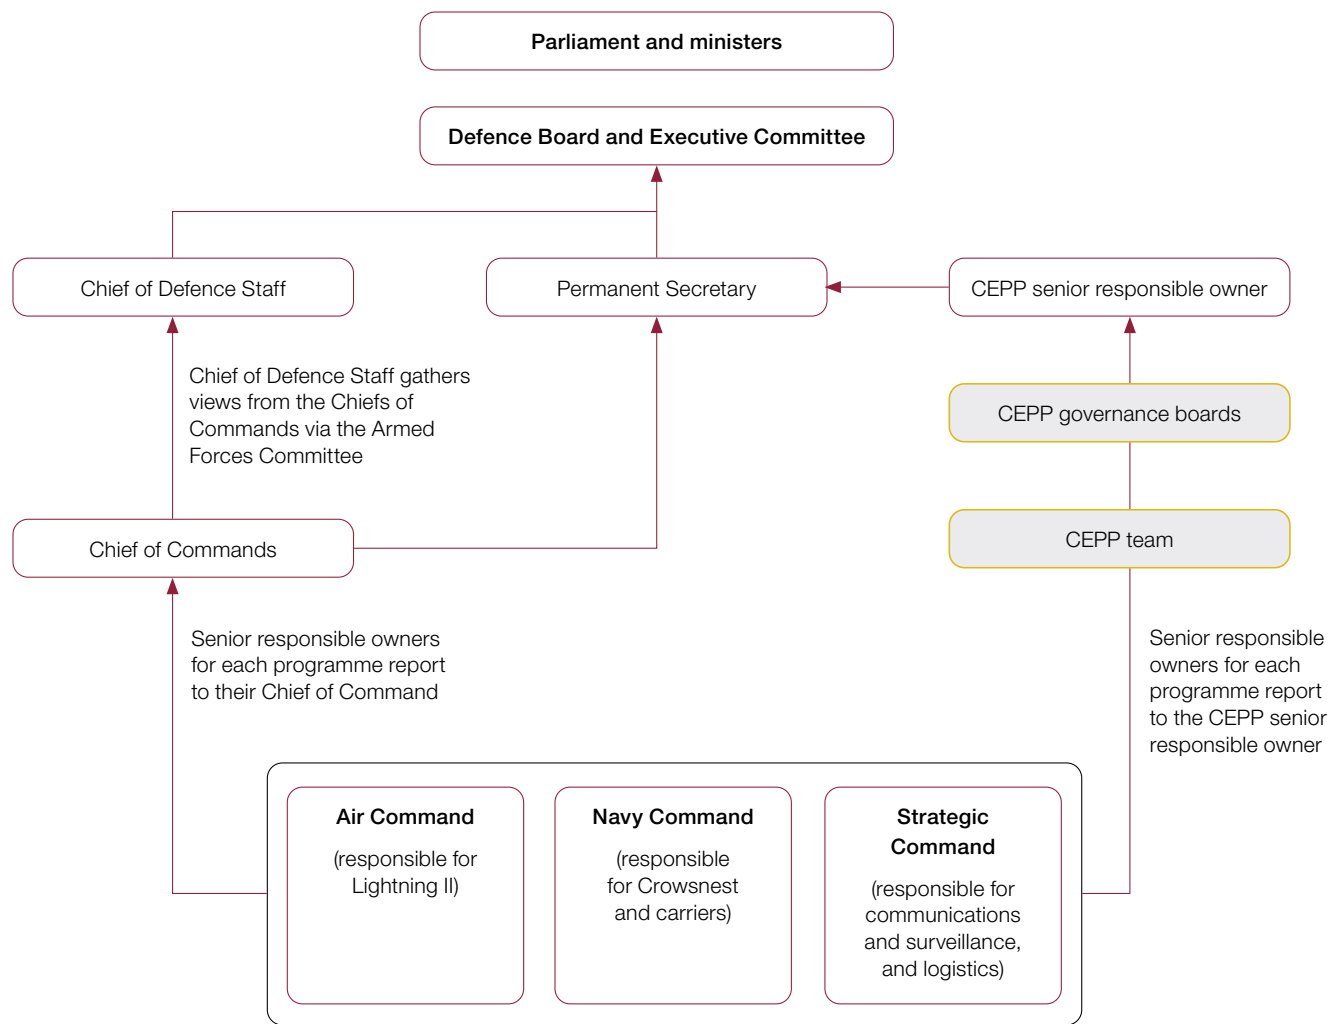 Parliament and ministers
Defence Board and Executive Committee
Chief of Defence Staff
Permanent Secretary
CEPP senior responsible owner
Chief of Defence Staff gathers
views from the Chiefs of
Commands via the Armed
Forces Committee
CEPP governance boards
Chief of Commands
CEPP team
Senior responsible owners
for each programme report
to their Chief of Command
Senior responsible
owners for each
programme report
to the CEPP senior
responsible owner
Air Command
(responsible for
Lightning II)
Navy Command
(responsible
for Crowsnest
and carriers)
Strategic
Command
(responsible for
communications
and surveillance,
and logistics)